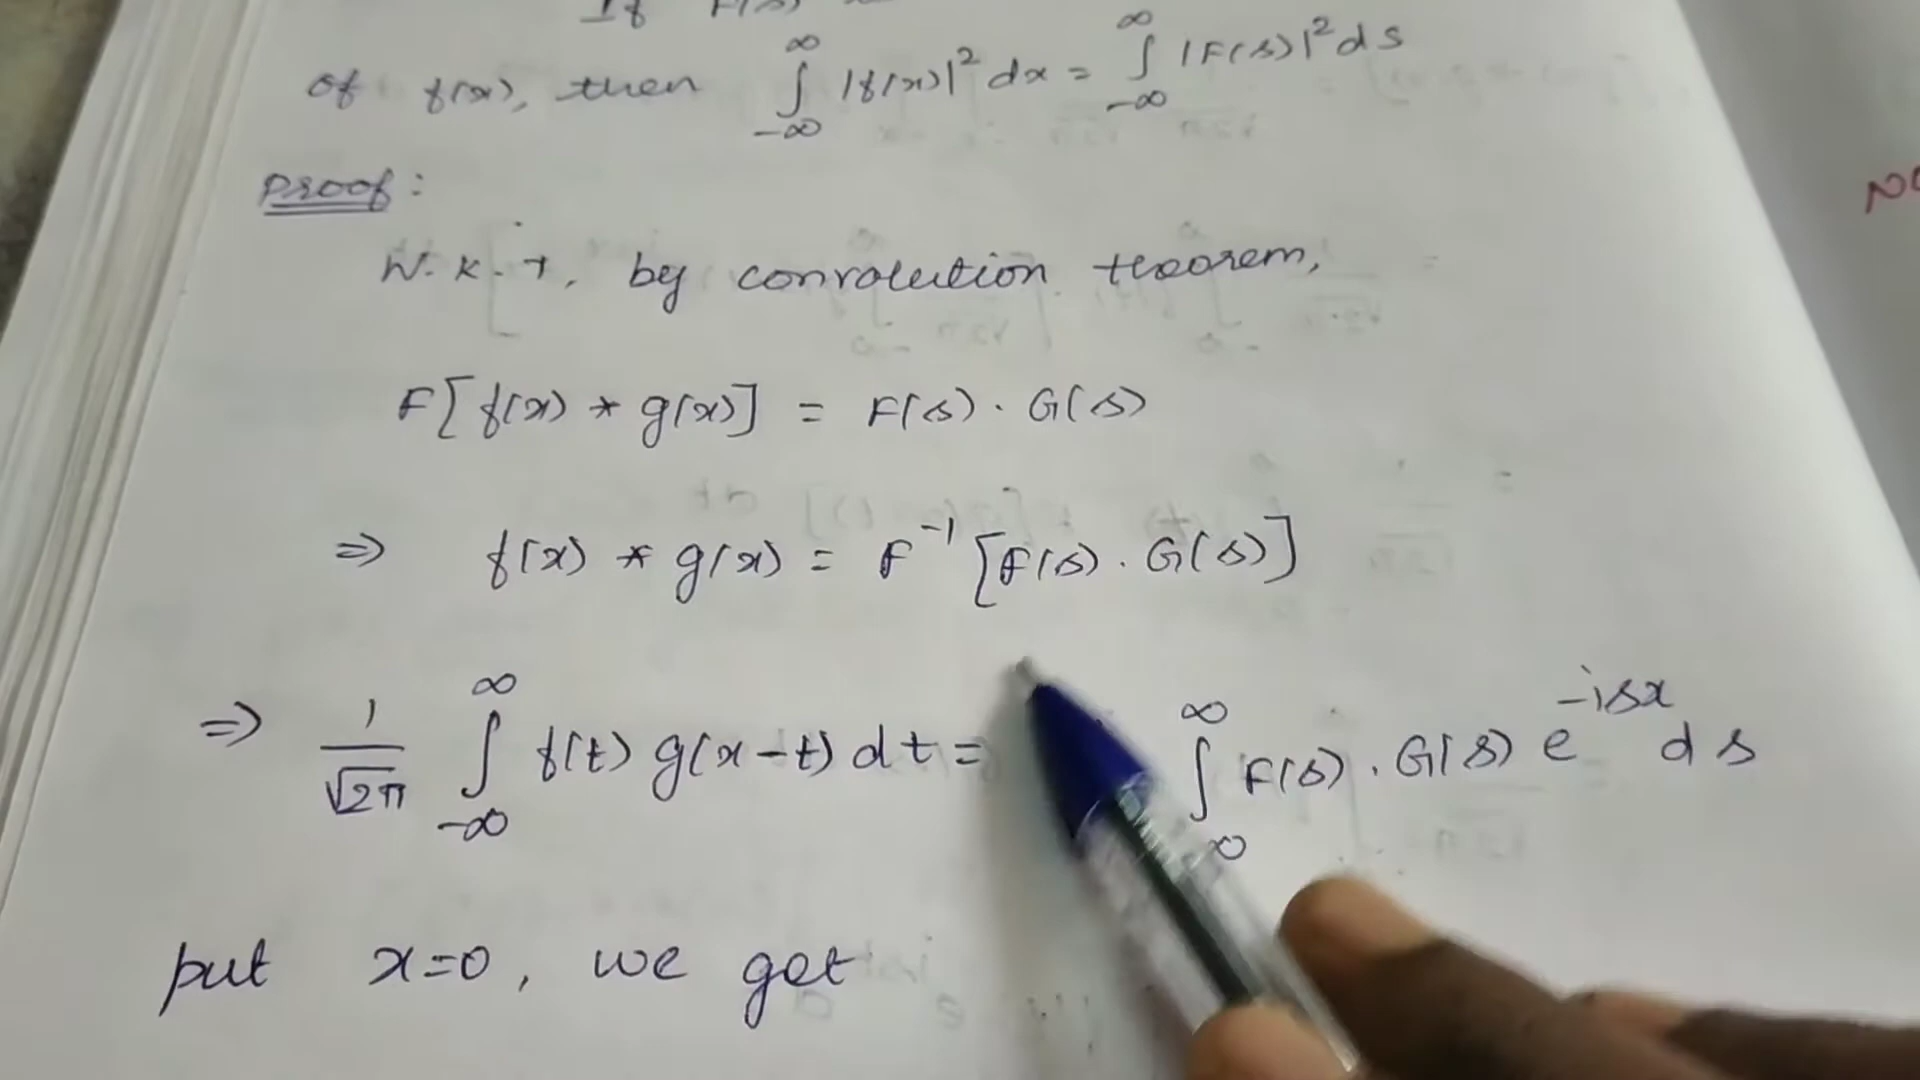 If F(s)
of f(x), then ∫_{-∞}^{∞} |f(x)|² dx = ∫_{-∞}^{∞} |F(s)|² ds
Proof:
W.K.T, by convolution theorem,
F[f(x) * g(x)] = F(s) · G(s)
⇒ f(x) * g(x) = F⁻¹[F(s) · G(s)]
⇒ 1/√2π ∫_{-∞}^{∞} f(t) g(x-t) dt = ∫_{∞}^{∞} F(s) · G(s) e^{-isx} ds
put x=0, we get